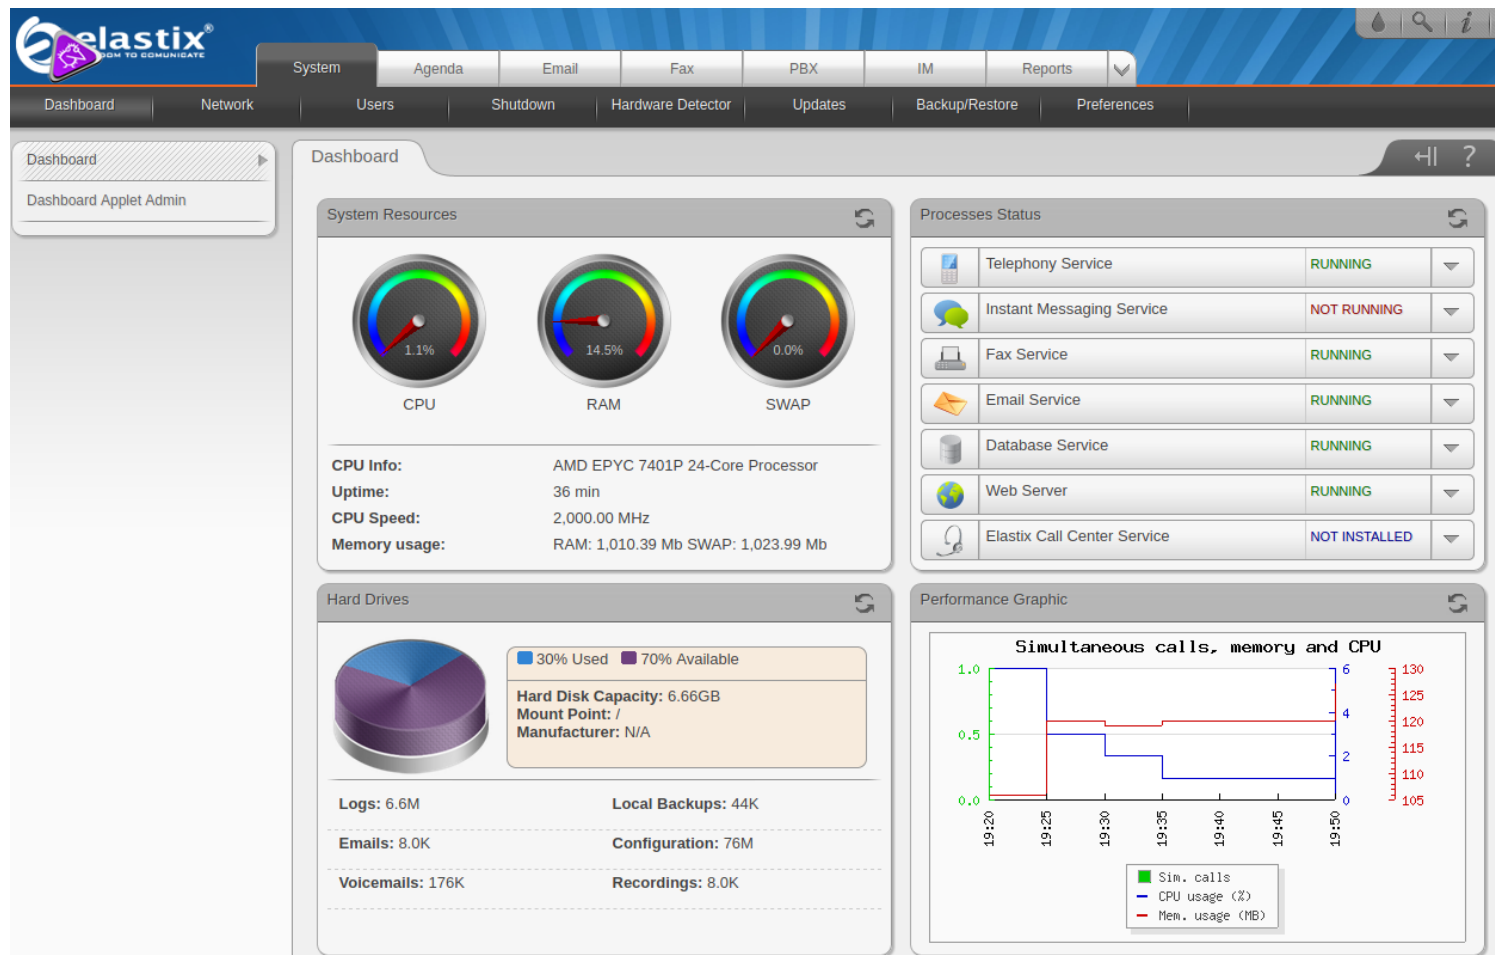 elastix®
DOM TO COMUNICATE
System Agenda Email Fax PBX IM Reports
Dashboard Network Users Shutdown Hardware Detector Updates Backup/Restore Preferences
Dashboard
Dashboard Applet Admin
Dashboard
System Resources
1.1% 14.5% 0.0%
CPU RAM SWAP
CPU Info: AMD EPYC 7401P 24-Core Processor
Uptime: 36 min
CPU Speed: 2,000.00 MHz
Memory usage: RAM: 1,010.39 Mb SWAP: 1,023.99 Mb
Processes Status
Telephony Service RUNNING
Instant Messaging Service NOT RUNNING
Fax Service RUNNING
Email Service RUNNING
Database Service RUNNING
Web Server RUNNING
Elastix Call Center Service NOT INSTALLED
Hard Drives
30% Used 70% Available
Hard Disk Capacity: 6.66GB
Mount Point: /
Manufacturer: N/A
Logs: 6.6M Local Backups: 44K
Emails: 8.0K Configuration: 76M
Voicemails: 176K Recordings: 8.0K
Performance Graphic
Simultaneous calls, memory and CPU
1.0 6 130
125
4 120
0.5 115
2 110
0.0 0 105
19:20 19:25 19:30 19:35 19:40 19:45 19:50
Sim. calls
CPU usage (%)
Mem. usage (MB)